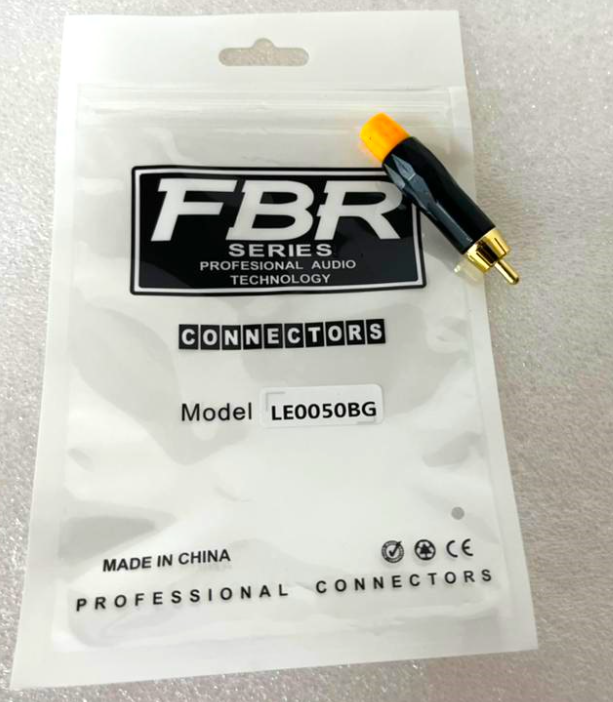 FBR
SERIES
PROFESIONAL AUDIO
TECHNOLOGY
CONNECTORS
Model LE0050BG
MADE IN CHINA
CE
PROFESSIONAL CONNECTORS